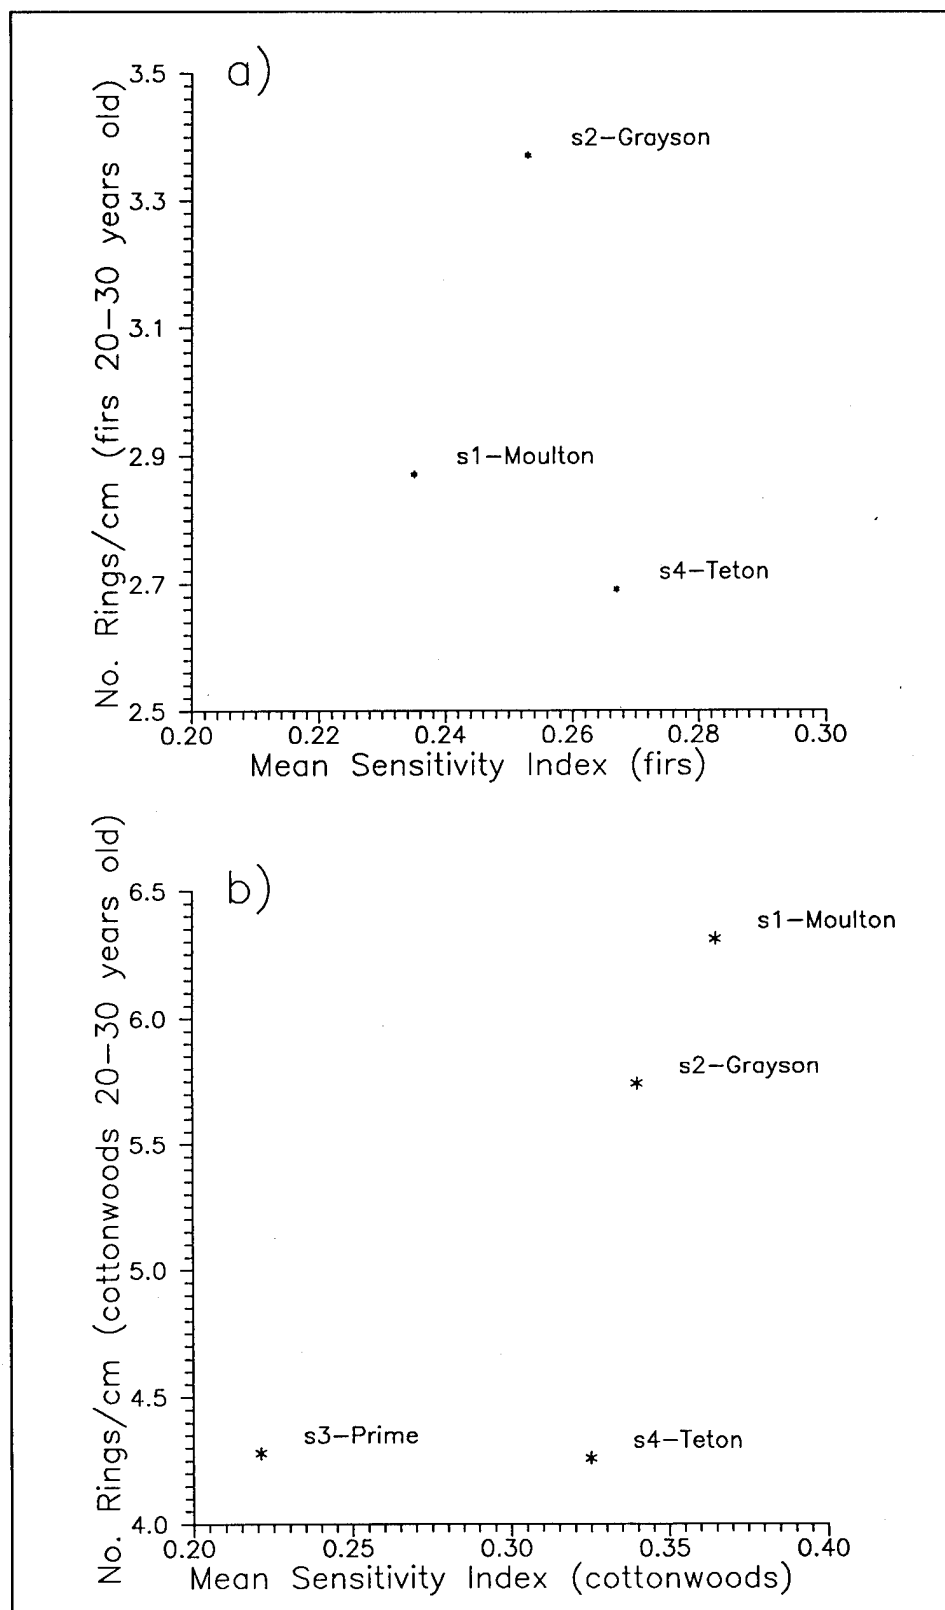 a)
No. Rings/cm (firs 20-30 years old)
3.5
3.3
3.1
2.9
2.7
2.5
s2-Grayson
s1-Moulton
s4-Teton
0.20 0.22 0.24 0.26 0.28 0.30
Mean Sensitivity Index (firs)
b)
No. Rings/cm (cottonwoods 20-30 years old)
6.5
6.0
5.5
5.0
4.5
4.0
s1-Moulton
s2-Grayson
s3-Prime
s4-Teton
0.20 0.25 0.30 0.35 0.40
Mean Sensitivity Index (cottonwoods)